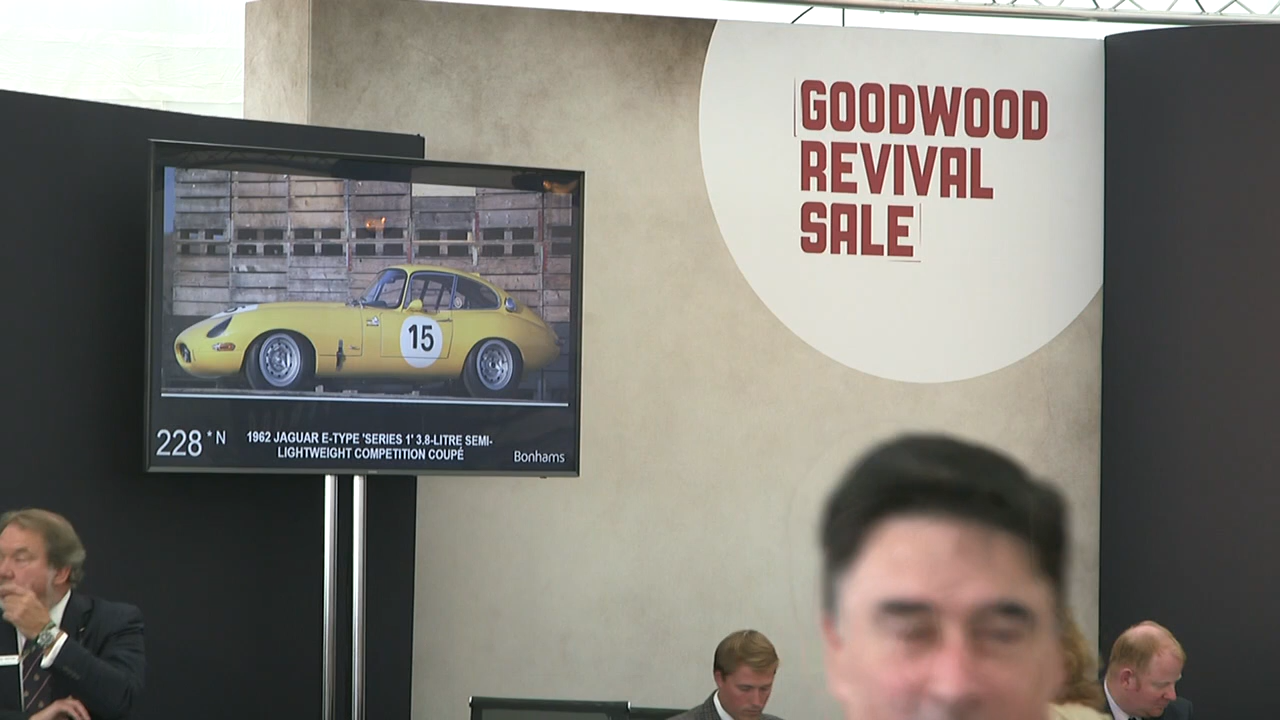 GOODWOOD
REVIVAL
SALE
15
228* N
1962 JAGUAR E-TYPE 'SERIES 1' 3.8-LITRE SEMI-
LIGHTWEIGHT COMPETITION COUPÉ
Bonhams